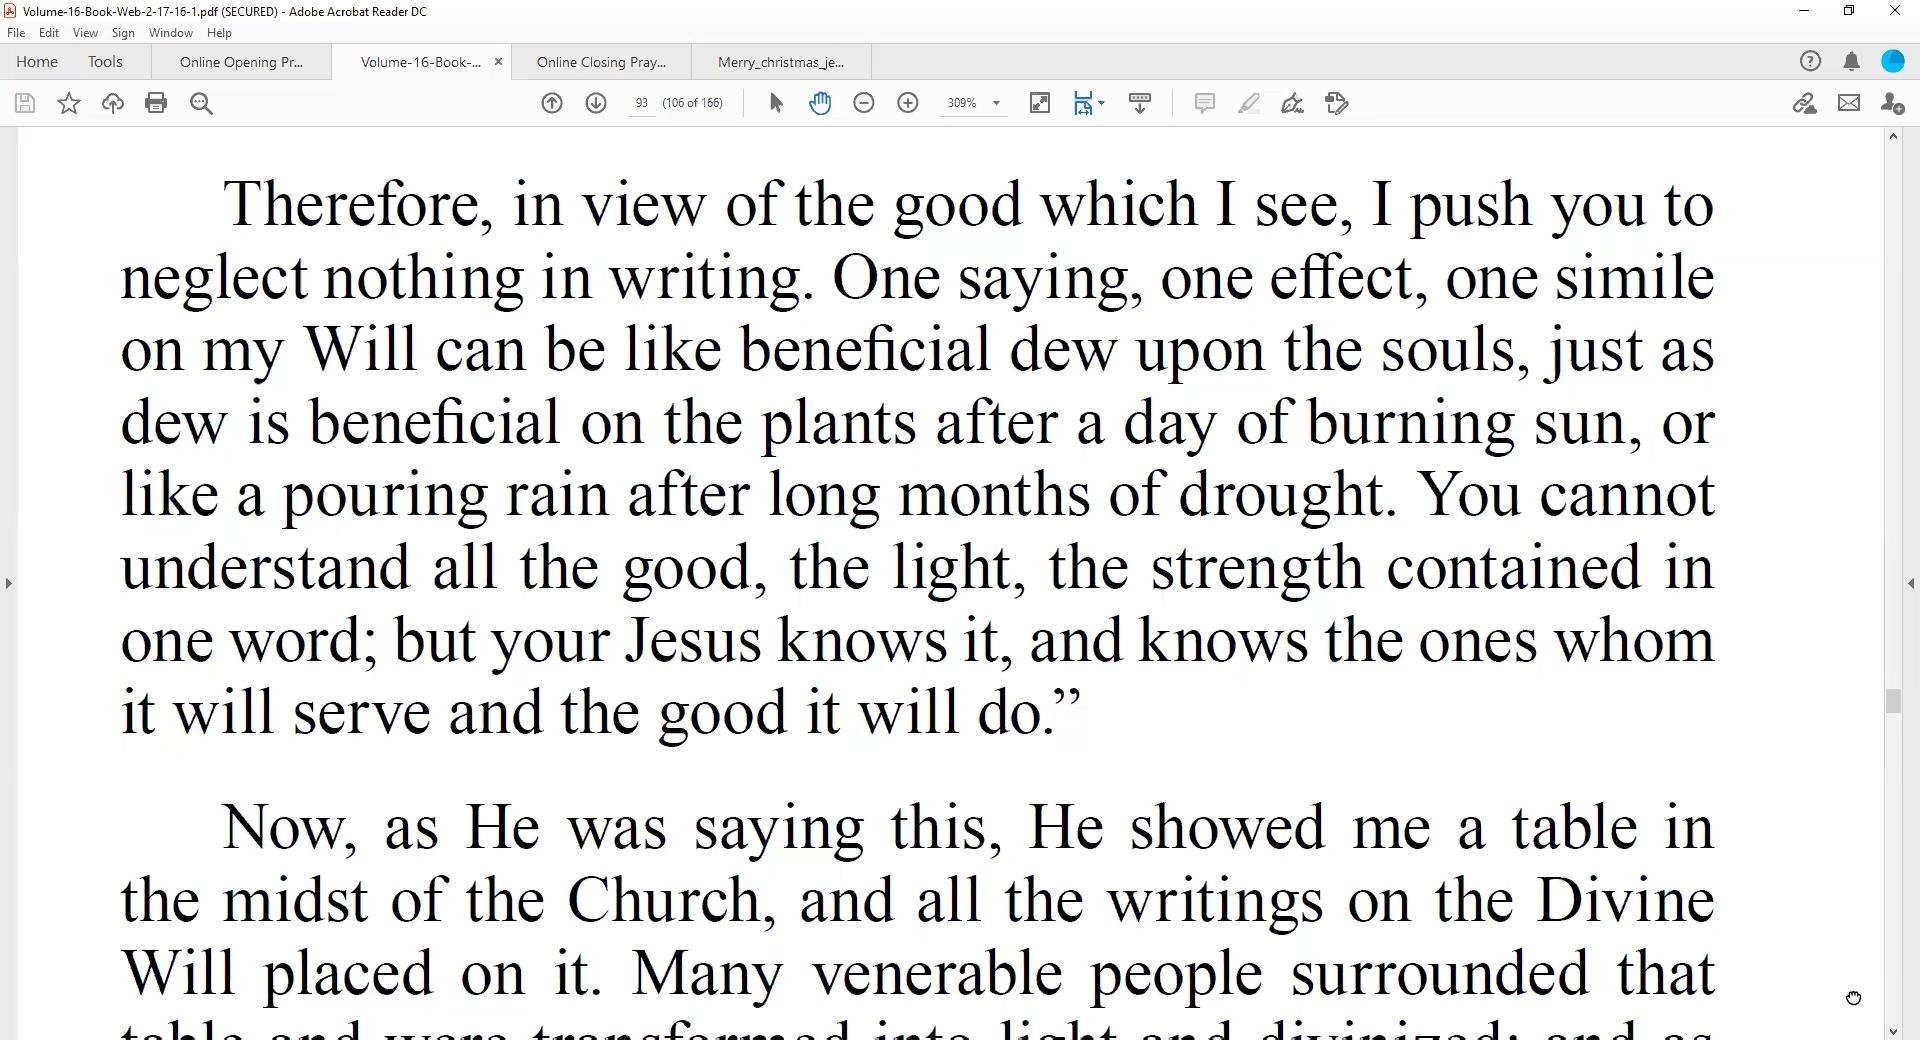 Volume-16-Book-Web-2-17-16-1.pdf (SECURED) - Adobe Acrobat Reader DC
File Edit View Sign Window Help
Home Tools Online Opening Pr... Volume-16-Book-... × Online Closing Pray... Merry_christmas_je...
93 (106 of 166) 309%
Therefore, in view of the good which I see, I push you to
neglect nothing in writing. One saying, one effect, one simile
on my Will can be like beneficial dew upon the souls, just as
dew is beneficial on the plants after a day of burning sun, or
like a pouring rain after long months of drought. You cannot
understand all the good, the light, the strength contained in
one word; but your Jesus knows it, and knows the ones whom
it will serve and the good it will do.”
Now, as He was saying this, He showed me a table in
the midst of the Church, and all the writings on the Divine
Will placed on it. Many venerable people surrounded that
table and were transformed into light and divinized; and as